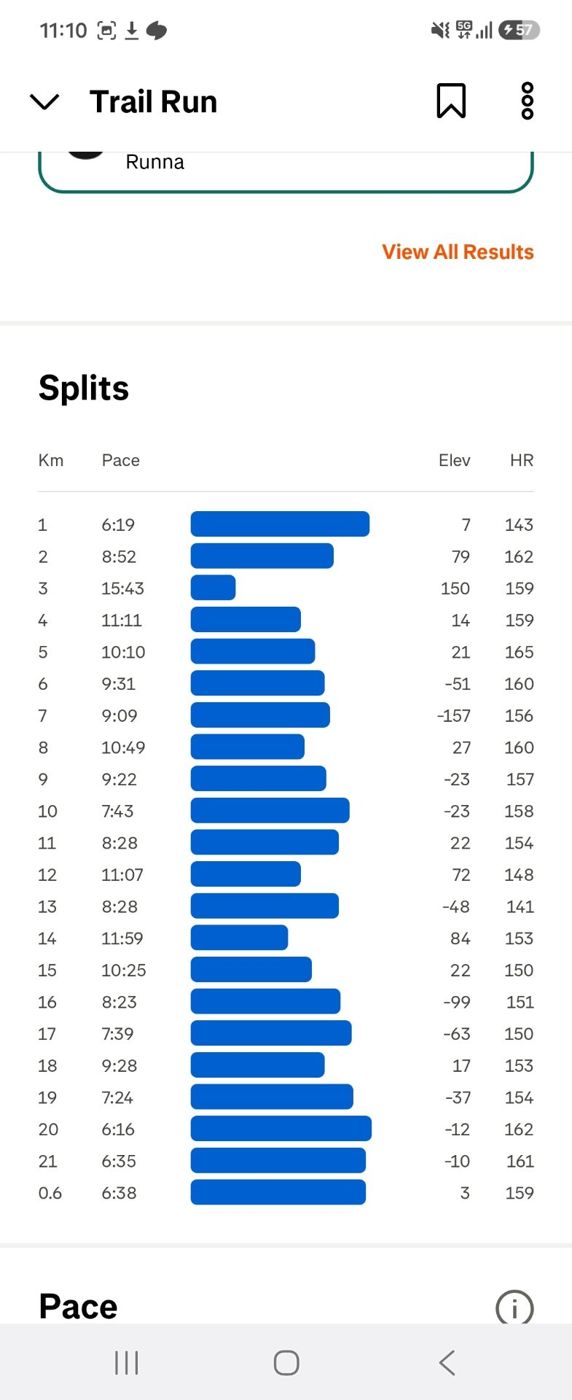 11:10
5G
57
Trail Run
Runna
View All Results
Splits
Km Pace Elev HR
1 6:19 7 143
2 8:52 79 162
3 15:43 150 159
4 11:11 14 159
5 10:10 21 165
6 9:31 -51 160
7 9:09 -157 156
8 10:49 27 160
9 9:22 -23 157
10 7:43 -23 158
11 8:28 22 154
12 11:07 72 148
13 8:28 -48 141
14 11:59 84 153
15 10:25 22 150
16 8:23 -99 151
17 7:39 -63 150
18 9:28 17 153
19 7:24 -37 154
20 6:16 -12 162
21 6:35 -10 161
0.6 6:38 3 159
Pace